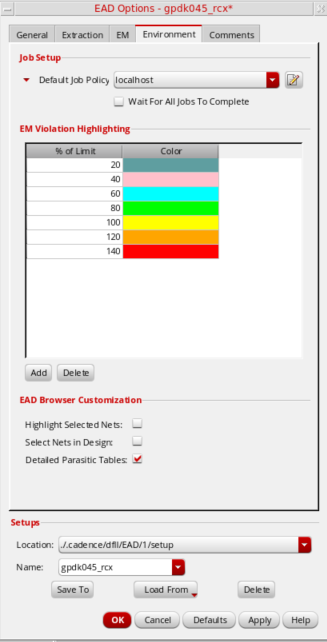 EAD Options - gpdk045_rcx*
General Extraction EM Environment Comments
Job Setup
Default Job Policy localhost
Wait For All Jobs To Complete
EM Violation Highlighting
% of Limit Color
20
40
60
80
100
120
140
Add Delete
EAD Browser Customization
Highlight Selected Nets:
Select Nets in Design:
Detailed Parasitic Tables:
Setups
Location: ./.cadence/dfII/EAD/1/setup
Name: gpdk045_rcx
Save To Load From Delete
OK Cancel Defaults Apply Help